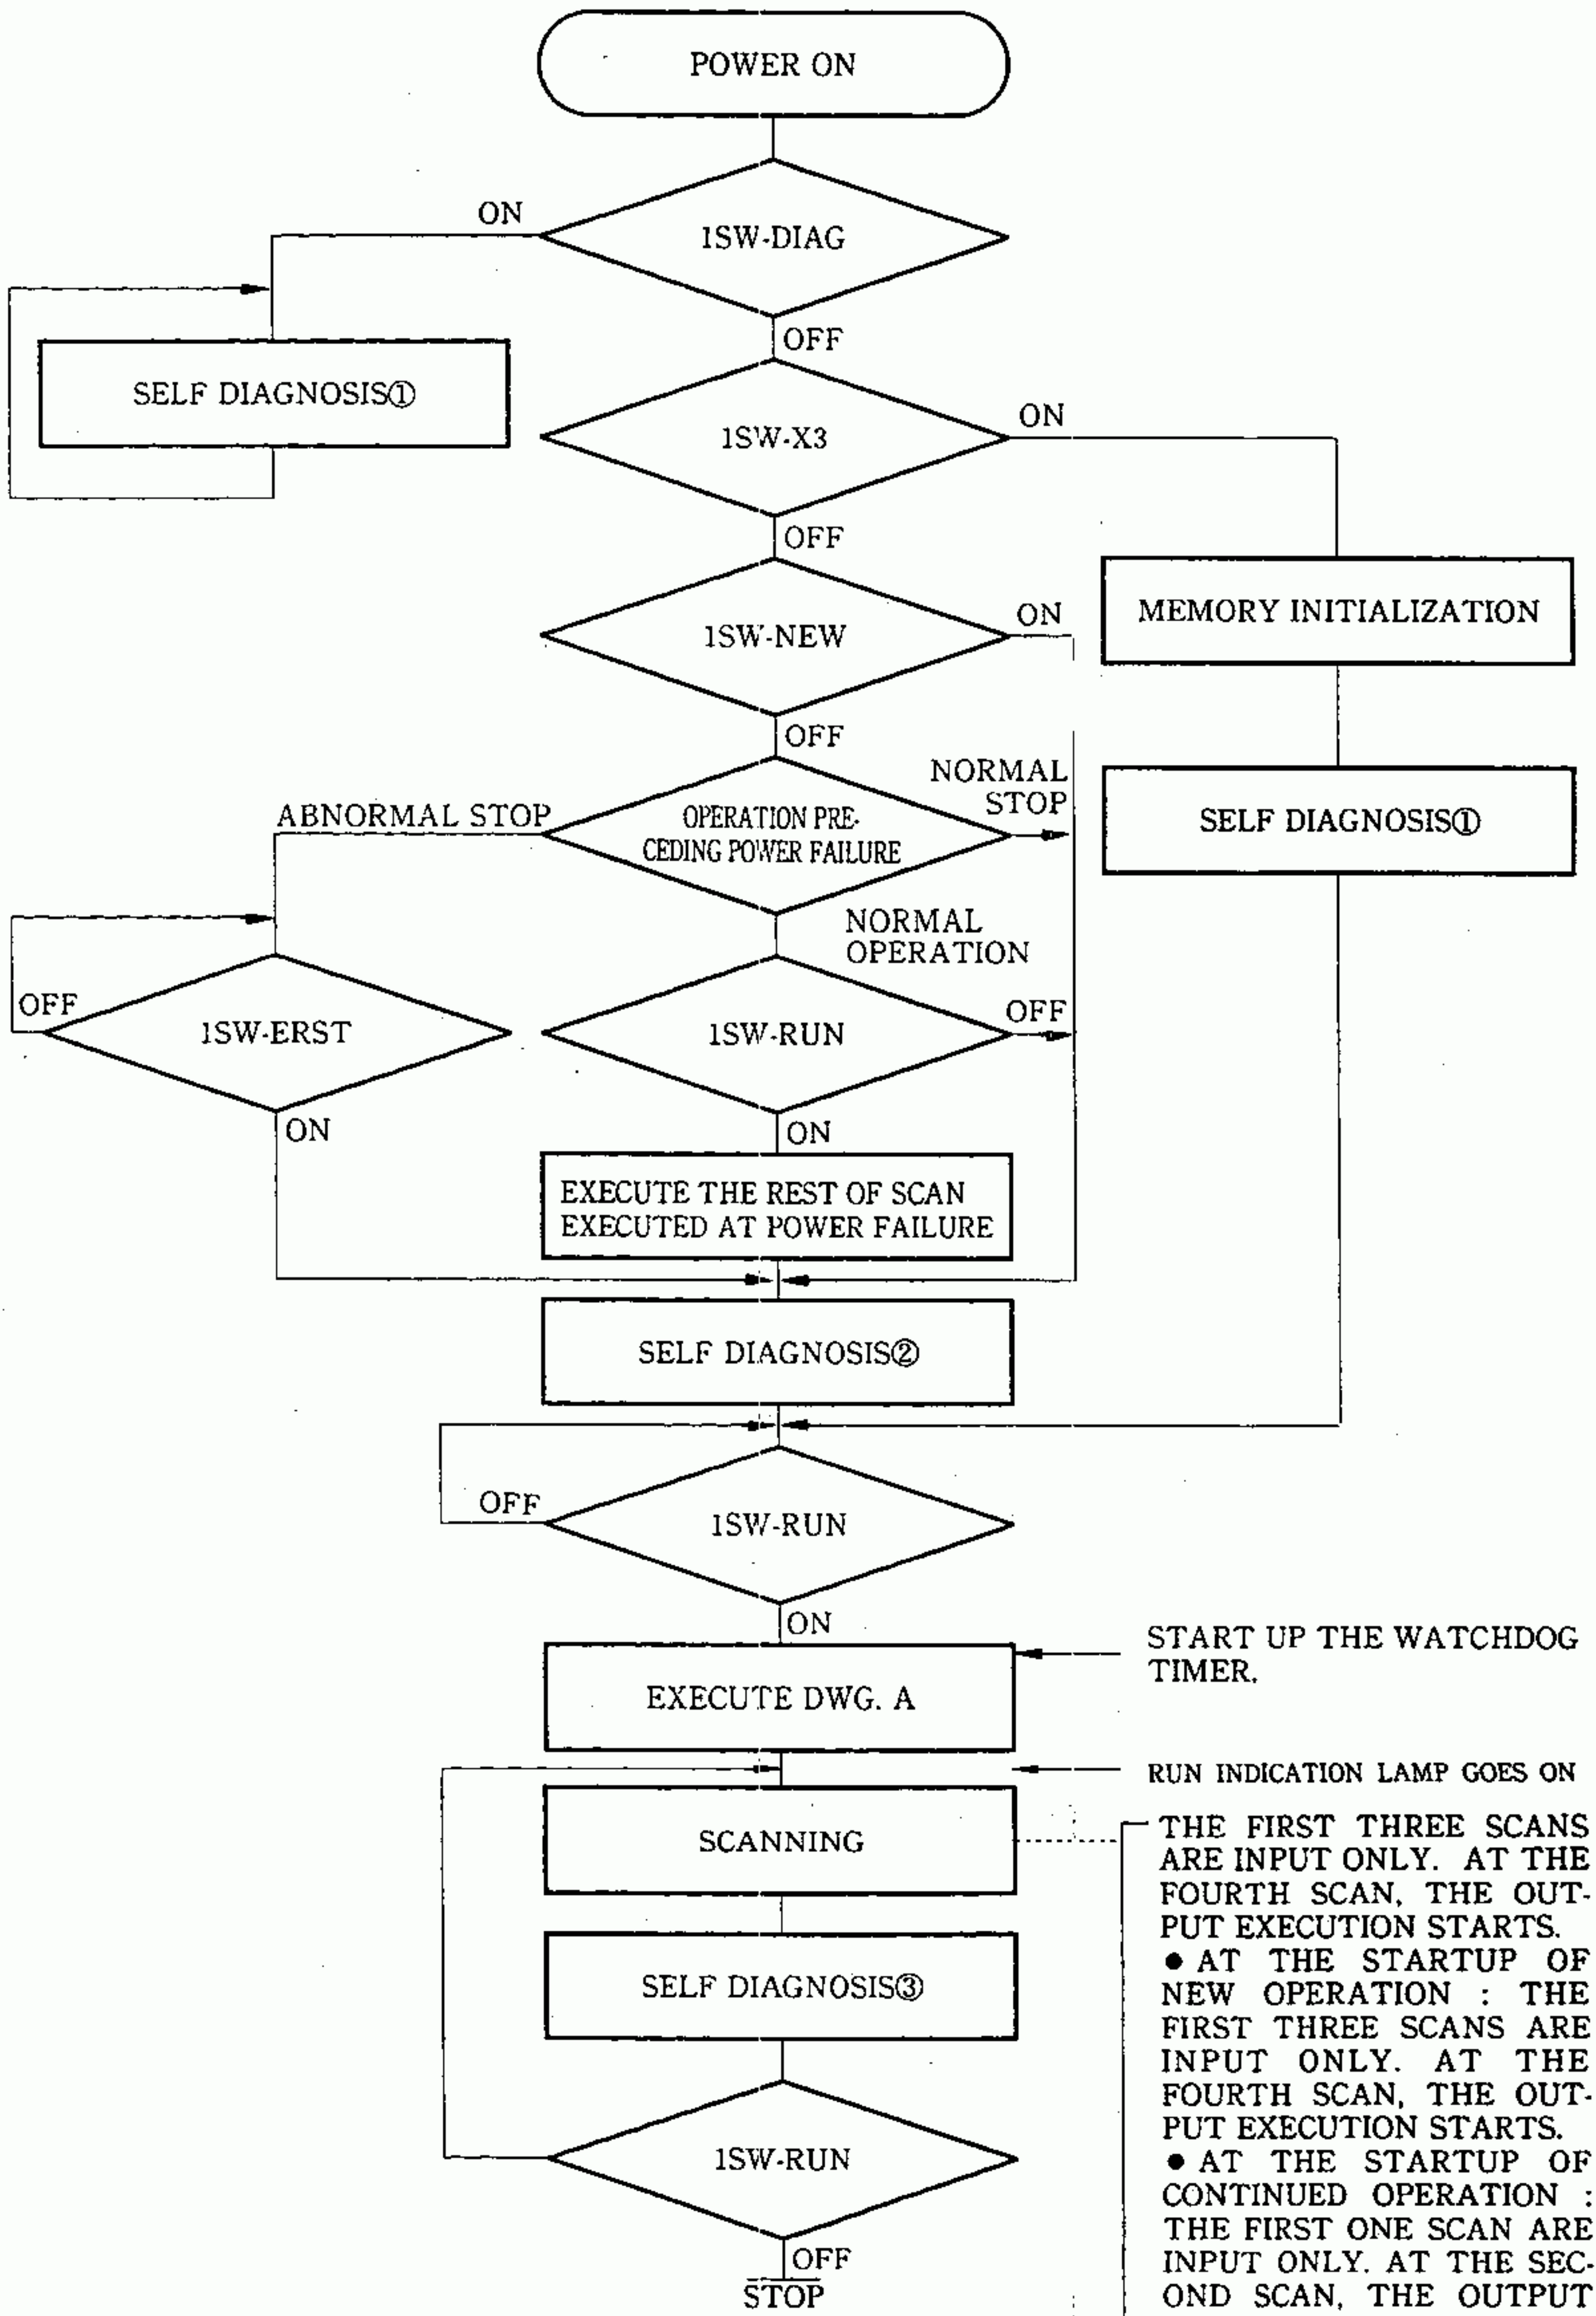 POWER ON
ON
1SW-DIAG
OFF
SELF DIAGNOSIS①
1SW-X3
ON
OFF
1SW-NEW
ON
MEMORY INITIALIZATION
OFF
NORMAL
STOP
ABNORMAL STOP
OPERATION PRE-
CEDING POWER FAILURE
SELF DIAGNOSIS①
NORMAL
OPERATION
OFF
1SW-ERST
1SW-RUN
OFF
ON
ON
EXECUTE THE REST OF SCAN
EXECUTED AT POWER FAILURE
SELF DIAGNOSIS②
OFF
1SW-RUN
ON
START UP THE WATCHDOG
TIMER.
EXECUTE DWG. A
RUN INDICATION LAMP GOES ON
SCANNING
THE FIRST THREE SCANS
ARE INPUT ONLY. AT THE
FOURTH SCAN, THE OUT-
PUT EXECUTION STARTS.
● AT THE STARTUP OF
NEW OPERATION : THE
FIRST THREE SCANS ARE
INPUT ONLY. AT THE
FOURTH SCAN, THE OUT-
PUT EXECUTION STARTS.
● AT THE STARTUP OF
CONTINUED OPERATION :
THE FIRST ONE SCAN ARE
INPUT ONLY. AT THE SEC-
OND SCAN, THE OUTPUT
SELF DIAGNOSIS③
1SW-RUN
OFF
STOP